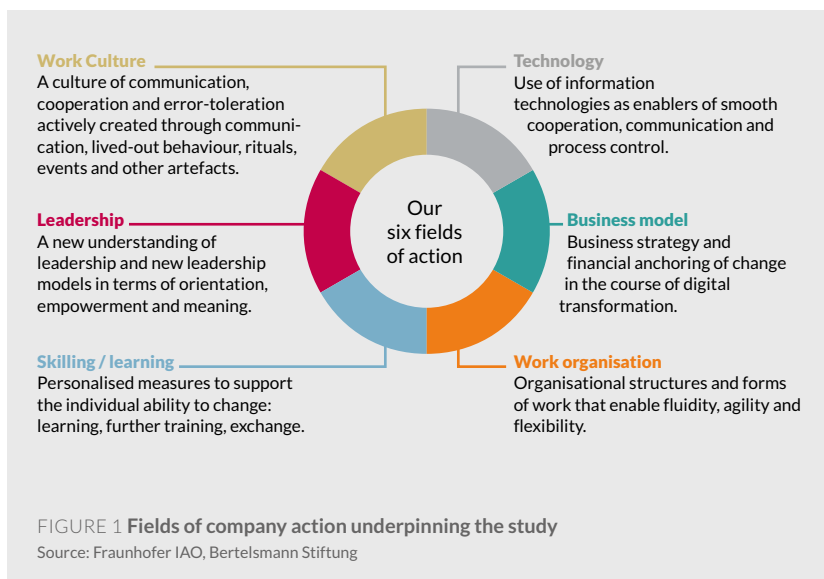 Work Culture
A culture of communication,
cooperation and error-toleration
actively created through communi-
cation, lived-out behaviour, rituals,
events and other artefacts.
Technology
Use of information
technologies as enablers of smooth
cooperation, communication and
process control.
Leadership
A new understanding of
leadership and new leadership
models in terms of orientation,
empowerment and meaning.
Our
six fields
of action
Business model
Business strategy and
financial anchoring of change
in the course of digital
transformation.
Skilling / learning
Personalised measures to support
the individual ability to change:
learning, further training, exchange.
Work organisation
Organisational structures and forms
of work that enable fluidity, agility and
flexibility.
FIGURE 1 Fields of company action underpinning the study
Source: Fraunhofer IAO, Bertelsmann Stiftung